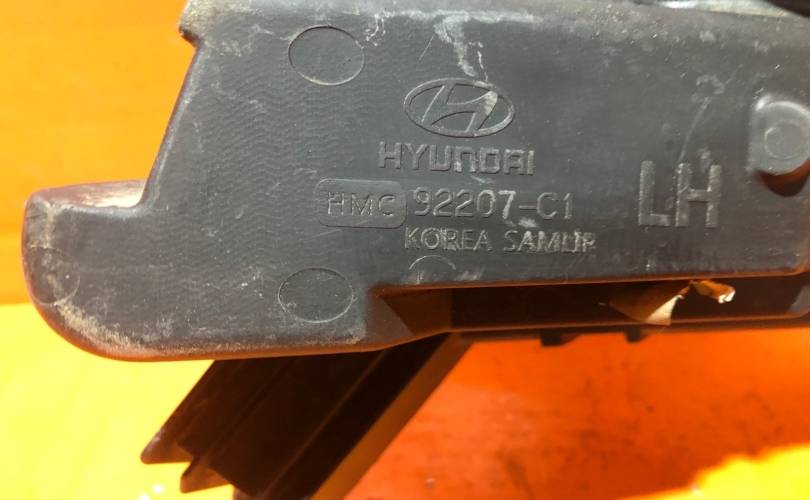 HYUNDAI
HMC 92207-C1
LH
KOREA SAMLIP